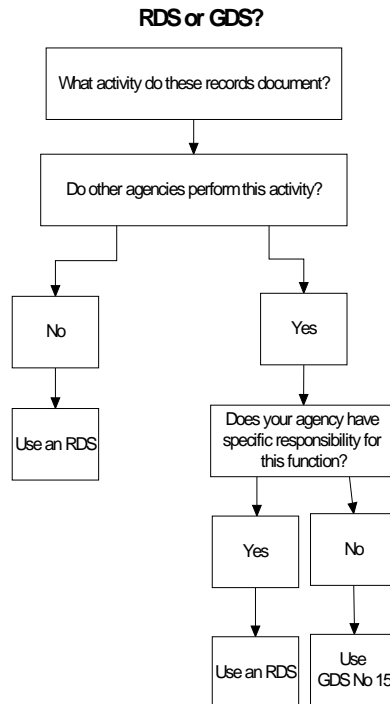 RDS or GDS?
What activity do these records document?
Do other agencies perform this activity?
No
Yes
Use an RDS
Does your agency have
specific responsibility for
this function?
Yes
No
Use an RDS
Use
GDS No 15